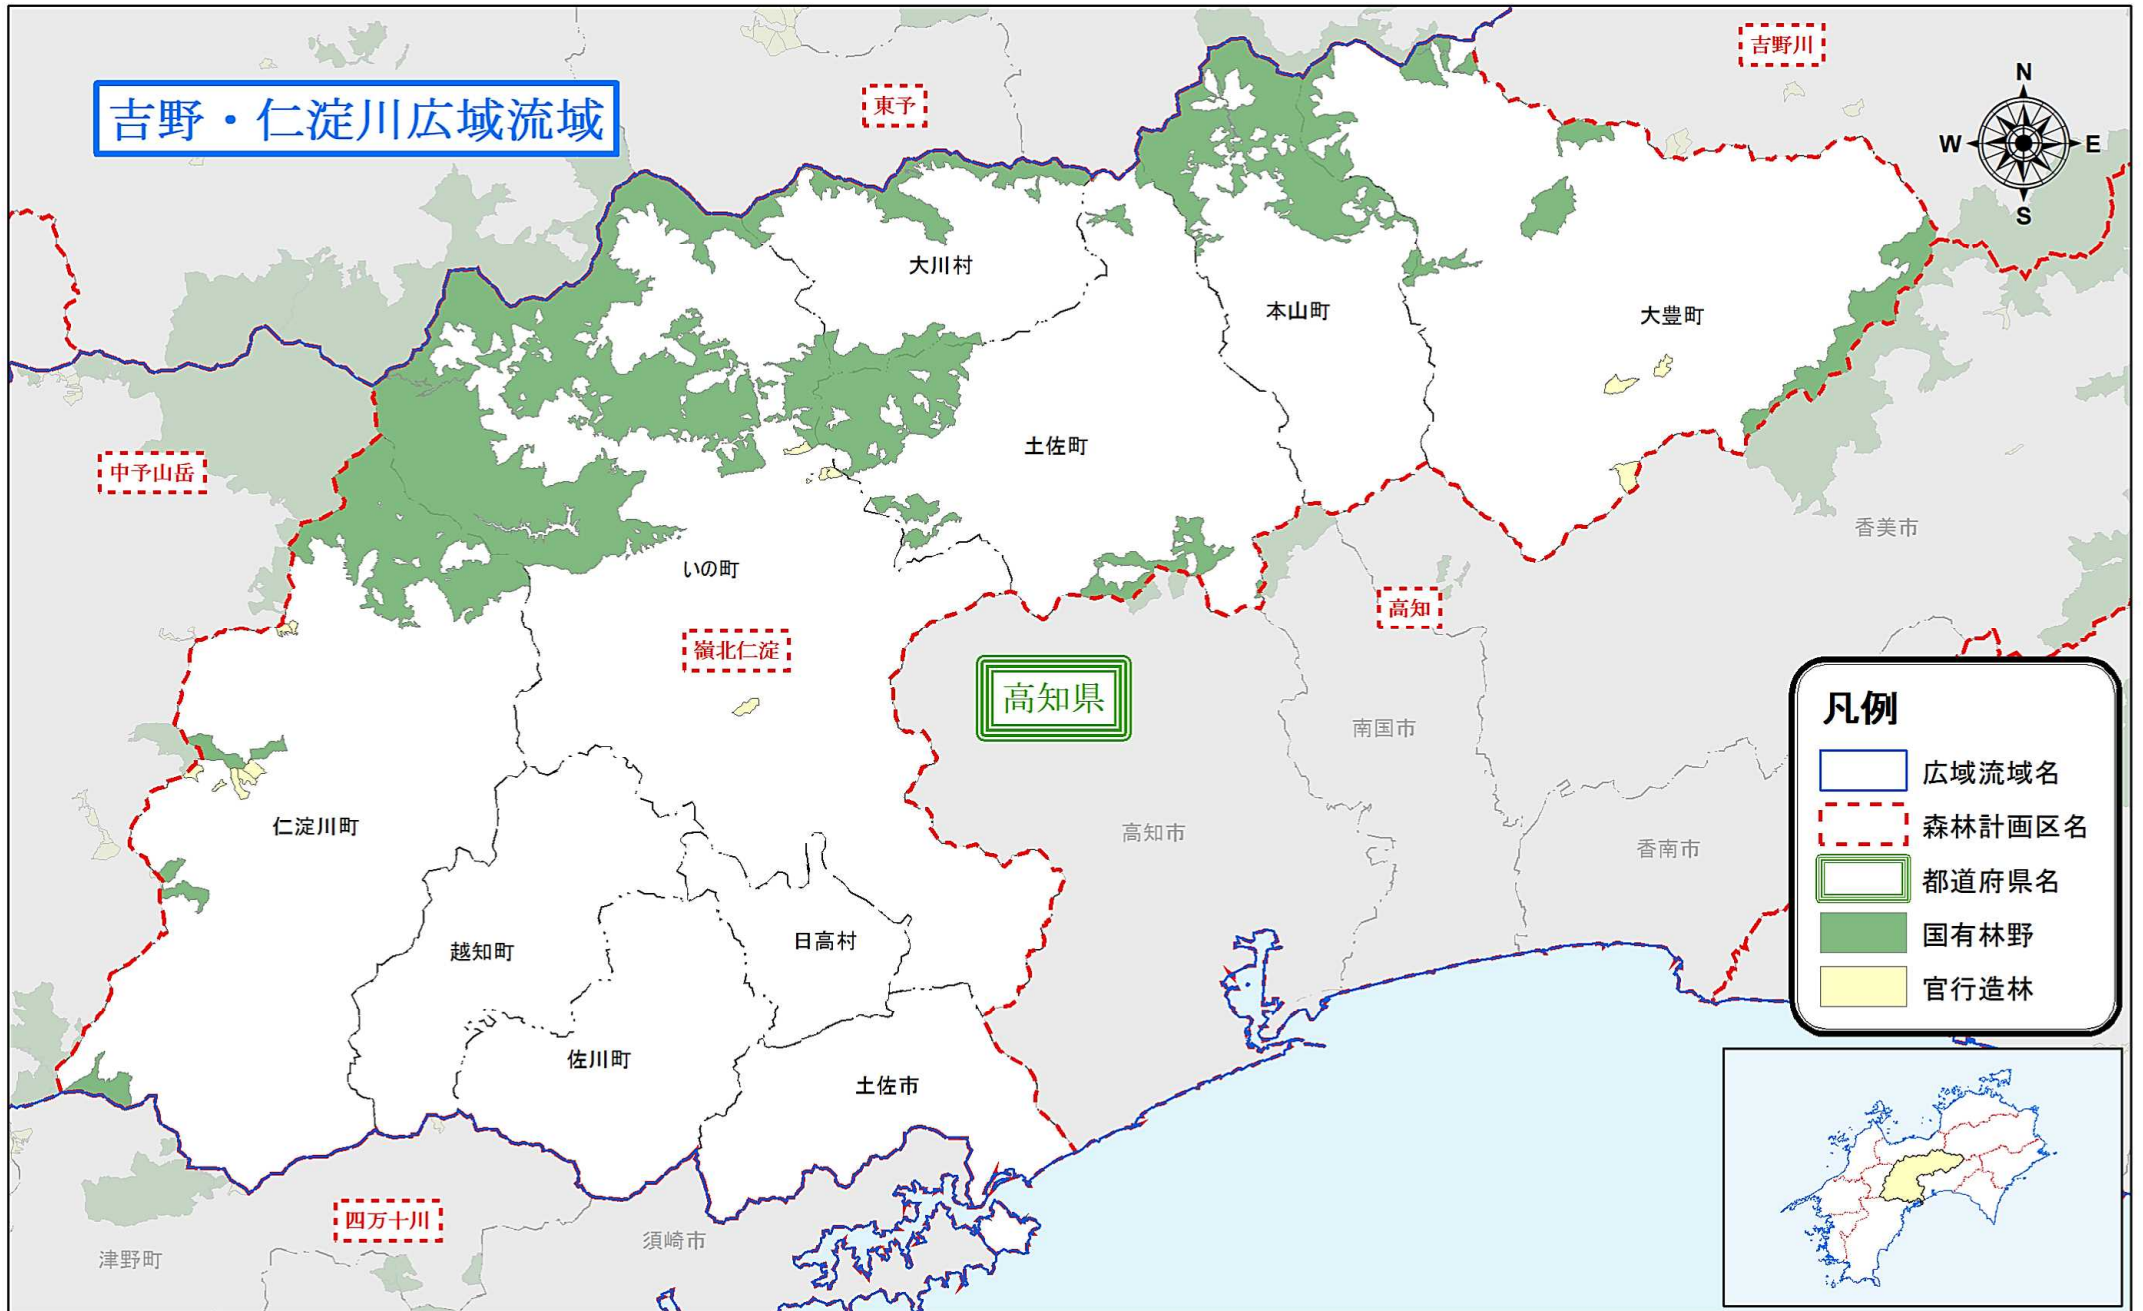 吉野川
東予
吉野・仁淀川広域流域
N
W
E
S
大川村
本山町
大豊町
土佐町
中予山岳
香美市
いの町
高知
嶺北仁淀
高知県
南国市
仁淀川町
高知市
香南市
日高村
越知町
佐川町
土佐市
四万十川
須崎市
津野町
凡例
広域流域名
森林計画区名
都道府県名
国有林野
官行造林